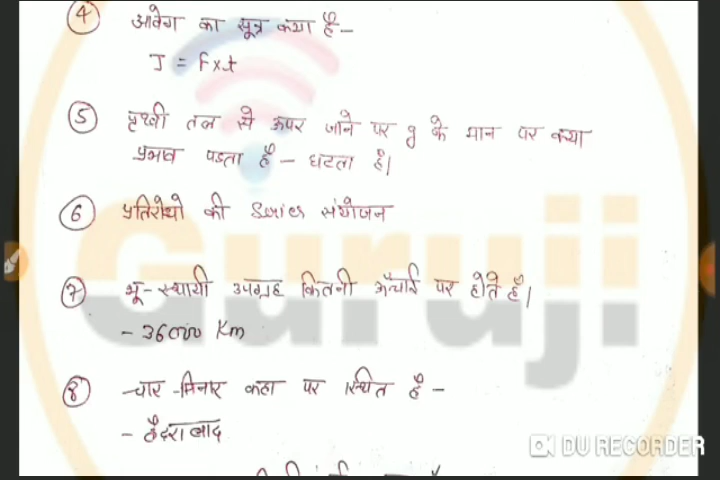 ④ आवेग का सूत्र क्या है -
J = F×t
⑤ पृथ्वी तल से ऊपर जाने पर g के मान पर क्या
प्रभाव पडता है - घटता है।
⑥ प्रतिरोधो की Series संयोजन
⑦ भू-स्थायी उपग्रह कितनी ऊँचाई पर होते हैं।
- 36000 Km
⑧ चार-मिनार कहा पर स्थित है -
- हैदराबाद
Guruji
DU RECORDER